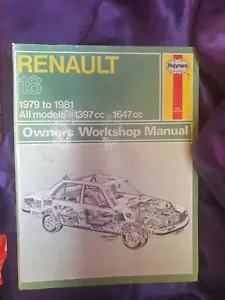 RENAULT
Haynes
18
1979 to 1981
All models 1397 cc 1647 cc
Owners Workshop Manual